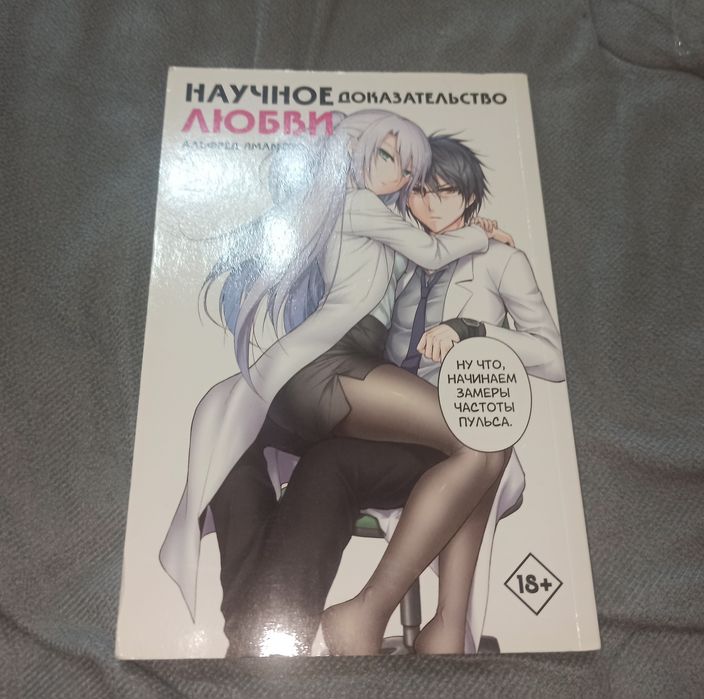 НАУЧНОЕ ДОКАЗАТЕЛЬСТВО
ЛЮБВИ
АЛЬФРЕД
НУ ЧТО,
НАЧИНАЕМ
ЗАМЕРЫ
ЧАСТОТЫ
ПУЛЬСА.
18+